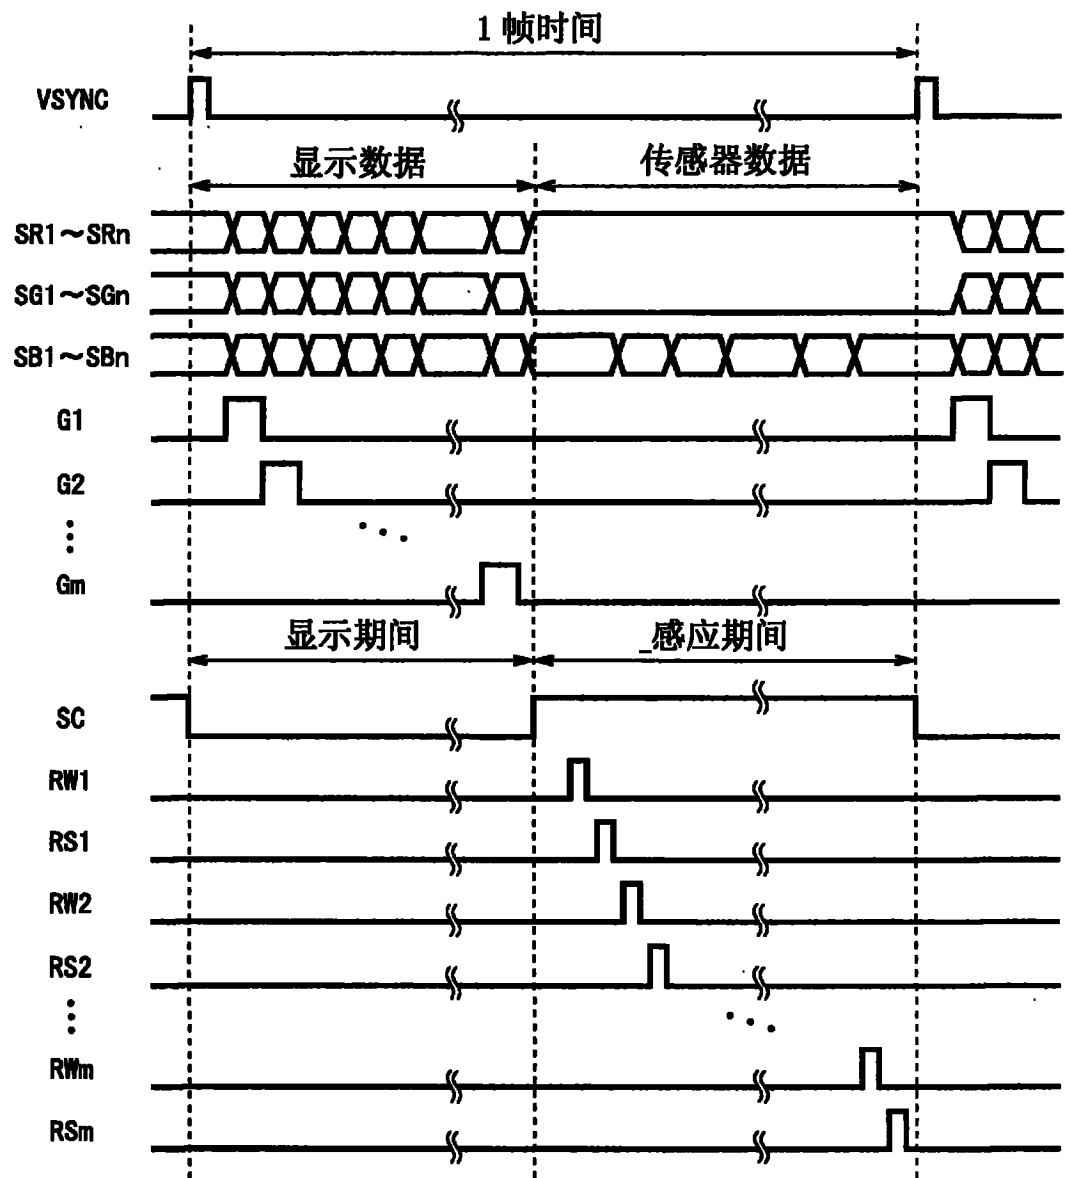 1 帧时间
VSYNC
显示数据 传感器数据
SR1～SRn
SG1～SGn
SB1～SBn
G1
G2
⋮
Gm
显示期间 _感应期间
SC
RW1
RS1
RW2
RS2
⋮
RWm
RSm